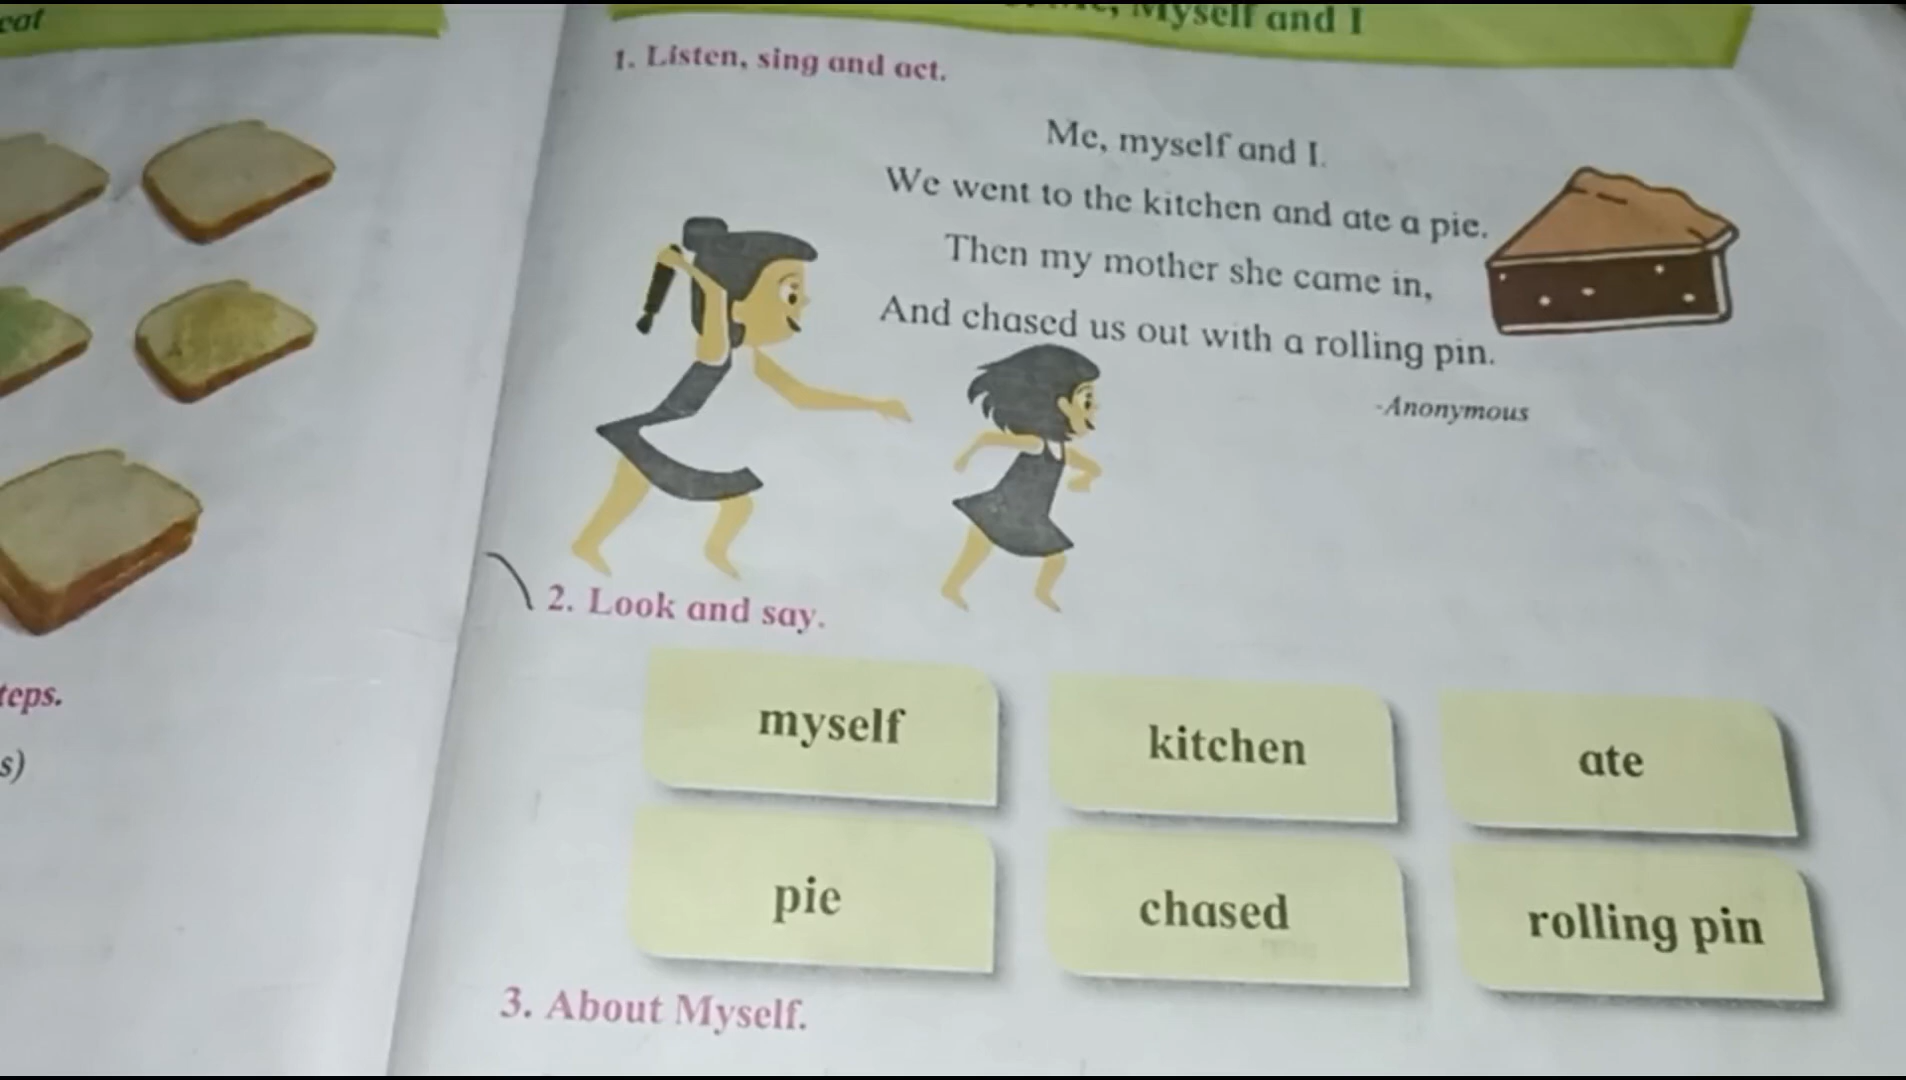 eat
Myself and I
1. Listen, sing and act.
Me, myself and I.
We went to the kitchen and ate a pie.
Then my mother she came in,
And chased us out with a rolling pin.
-Anonymous
2. Look and say.
myself kitchen ate
pie chased rolling pin
3. About Myself.
teps.
s)